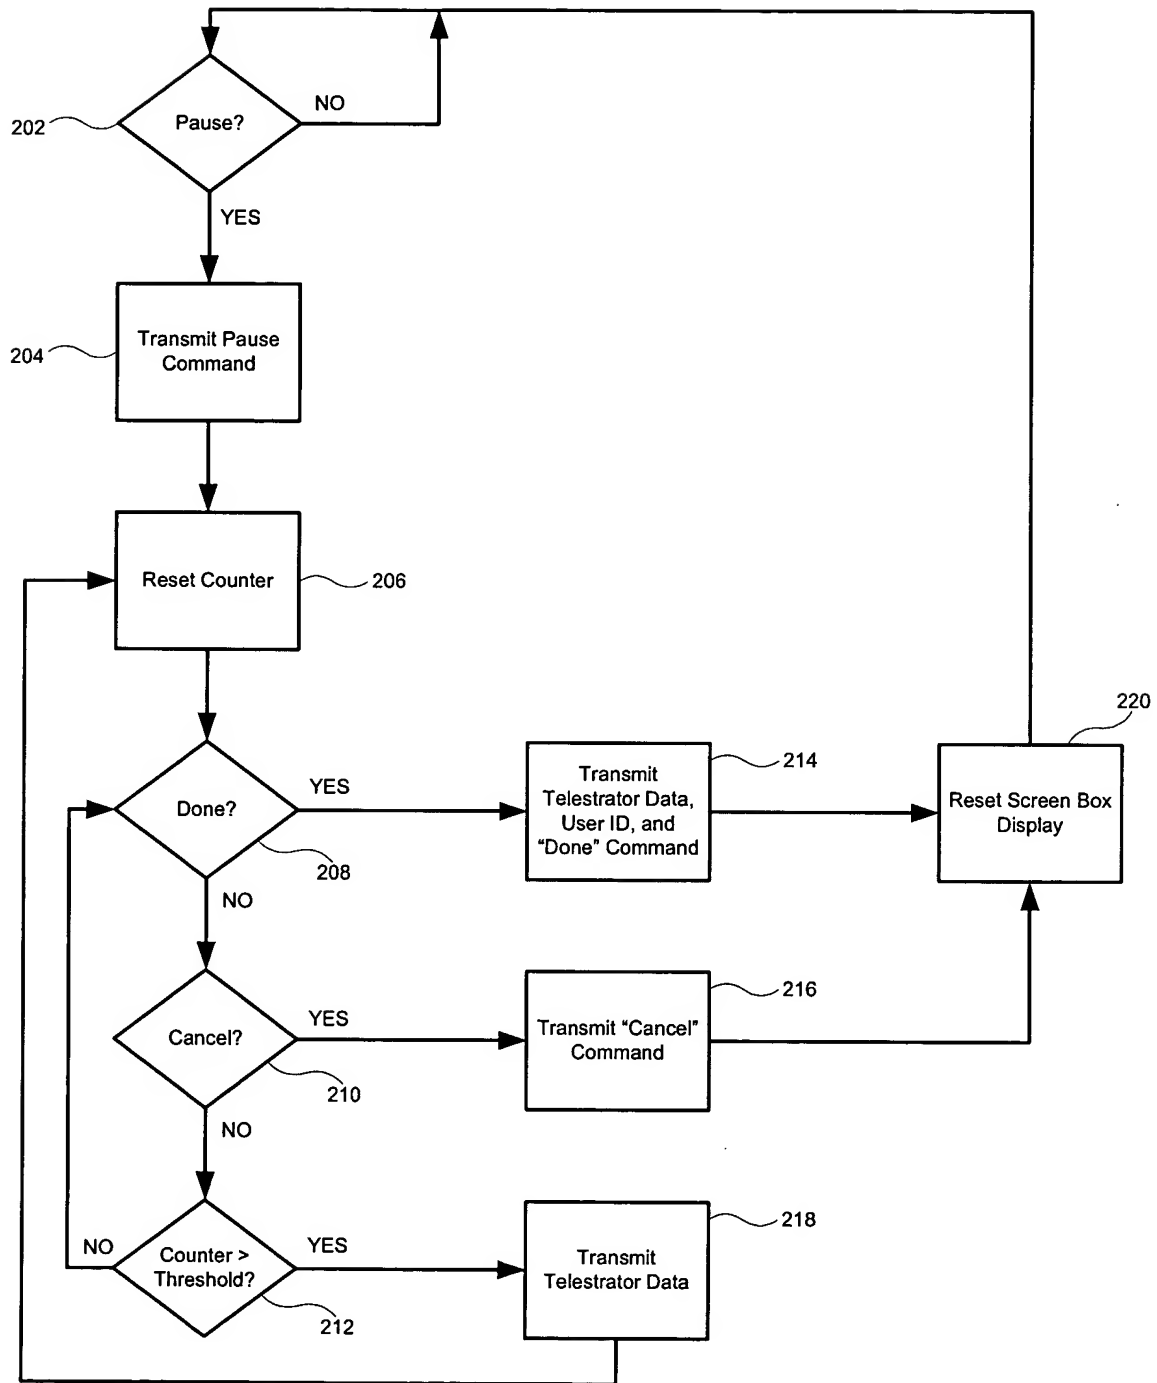 NO
Pause?
202
YES
Transmit Pause
Command
204
Reset Counter
206
220
YES
Transmit
Telestrator Data,
User ID, and
“Done” Command
214
Reset Screen Box
Display
Done?
208
NO
YES
Transmit “Cancel”
Command
216
Cancel?
210
NO
NO
YES
Counter >
Threshold?
212
Transmit
Telestrator Data
218